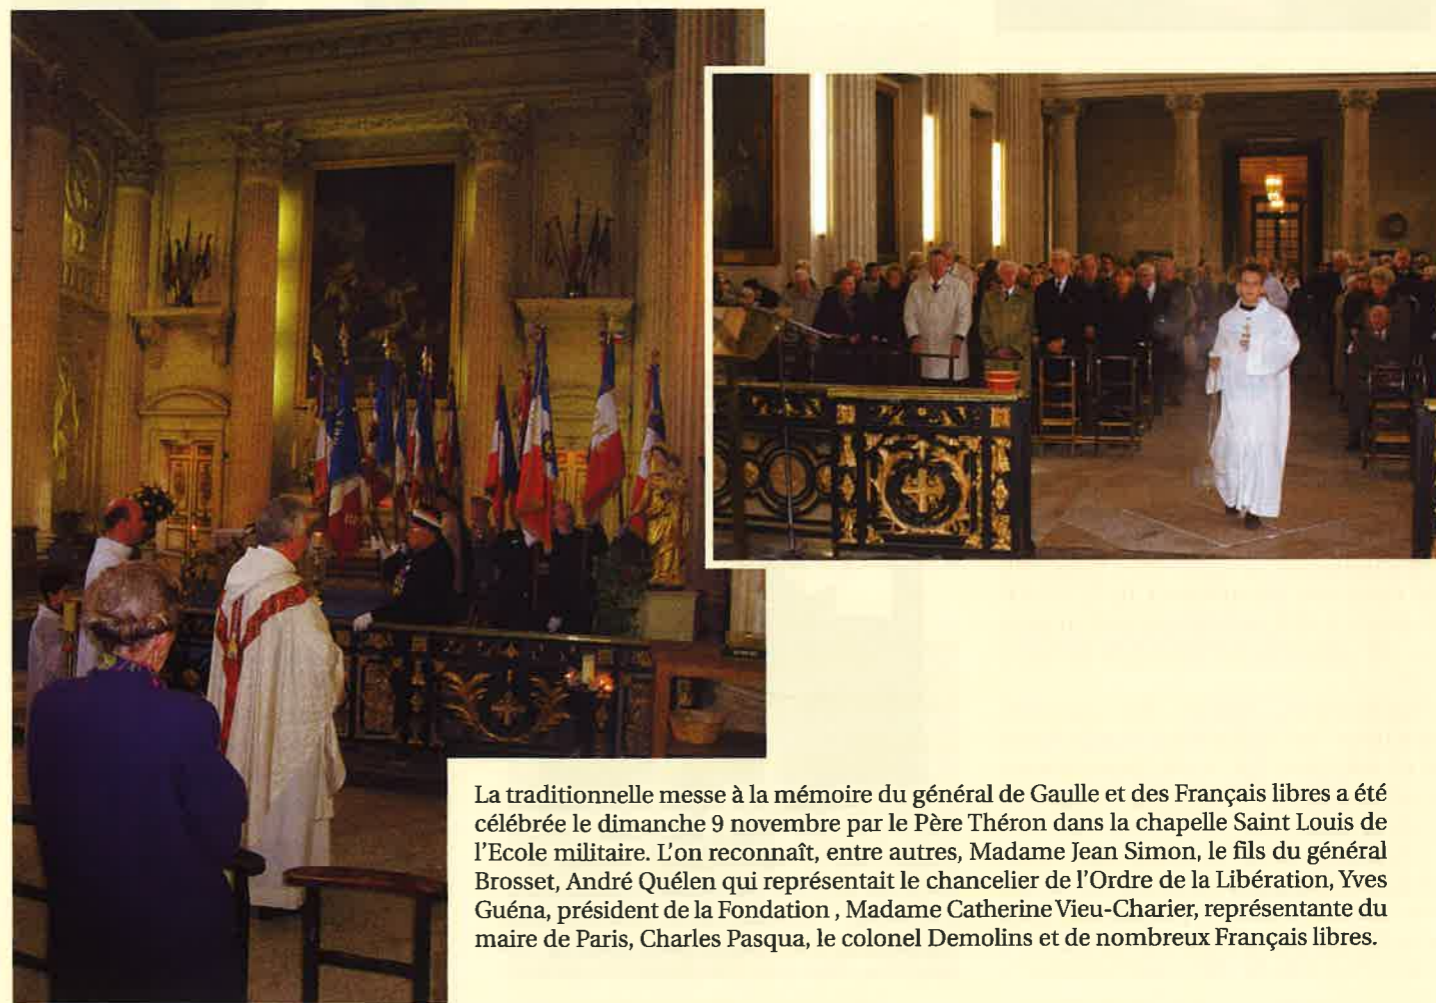 La traditionnelle messe à la mémoire du général de Gaulle et des Français libres a été
célébrée le dimanche 9 novembre par le Père Théron dans la chapelle Saint Louis de
l'Ecole militaire. L'on reconnaît, entre autres, Madame Jean Simon, le fils du général
Brosset, André Quélen qui représentait le chancelier de l'Ordre de la Libération, Yves
Guéna, président de la Fondation , Madame Catherine Vieu-Charier, représentante du
maire de Paris, Charles Pasqua, le colonel Demolins et de nombreux Français libres.